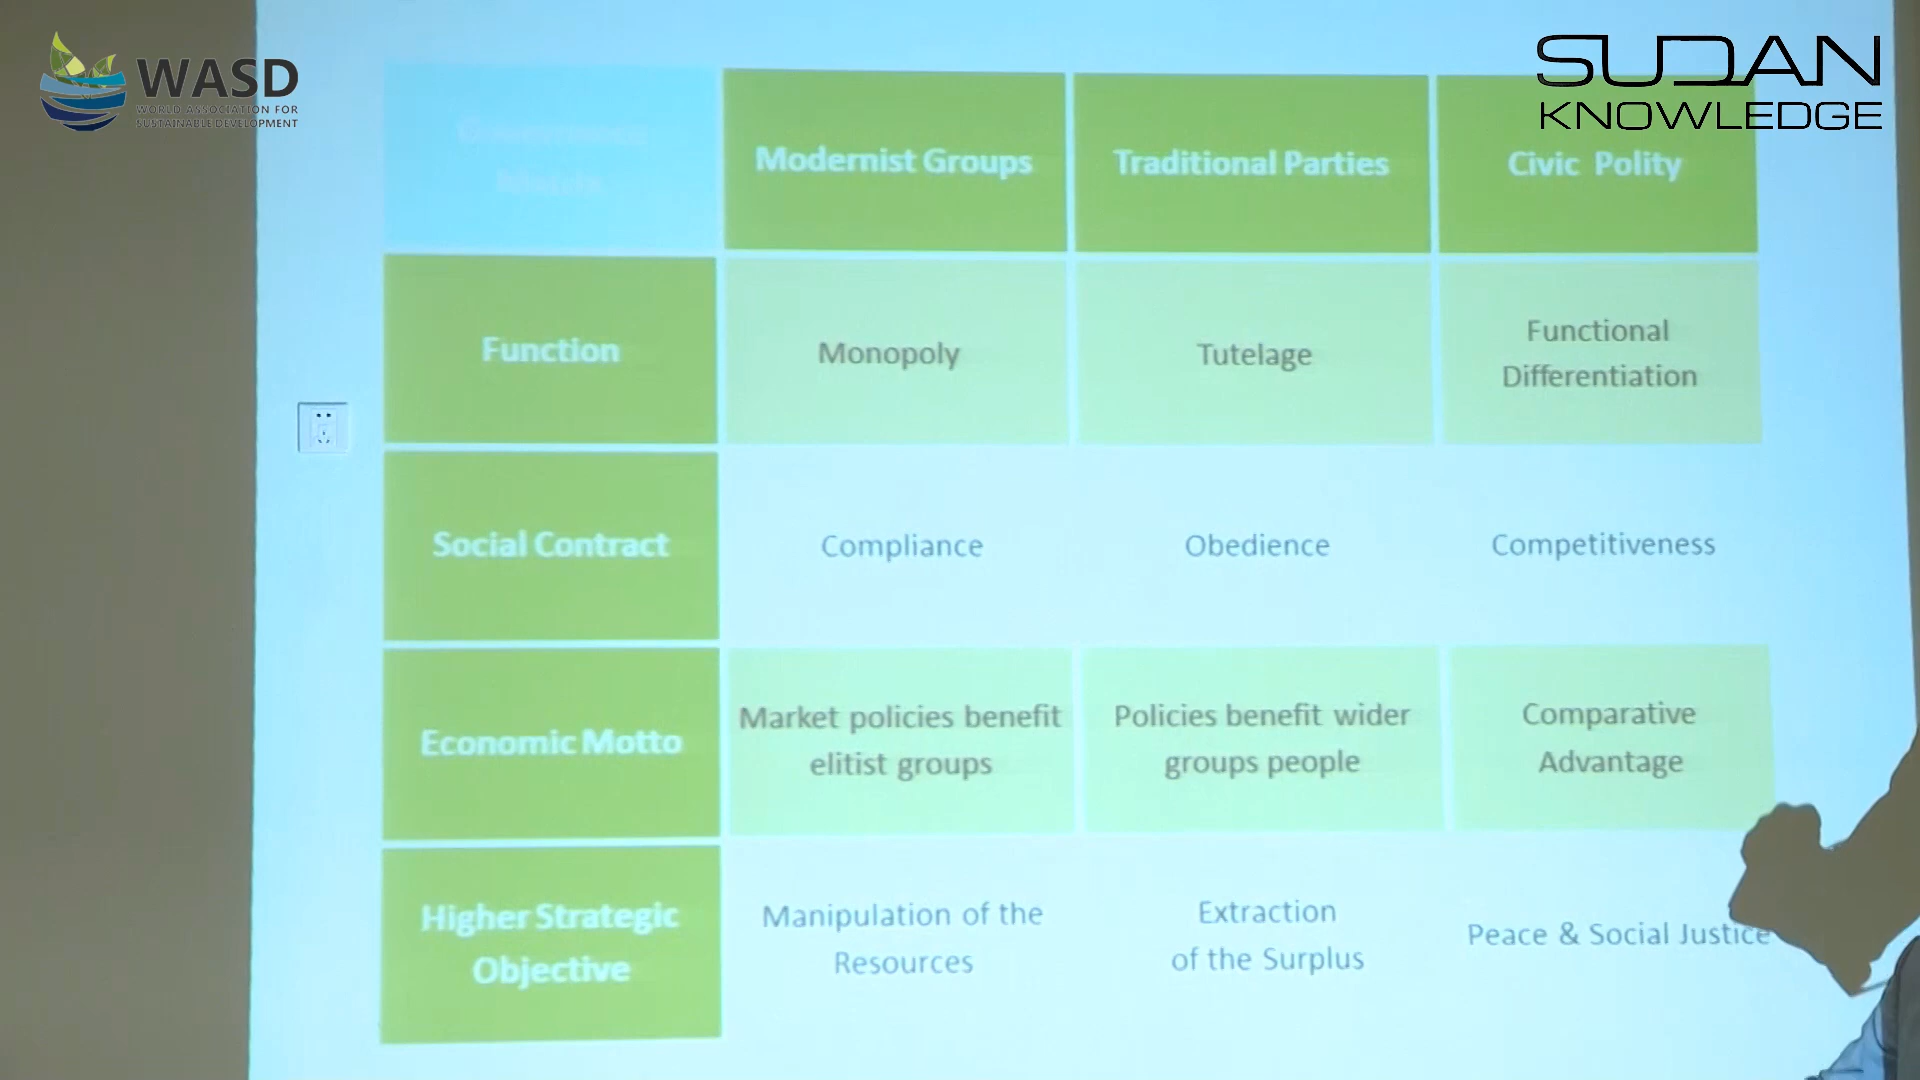 WASD
WORLD ASSOCIATION FOR
SUSTAINABLE DEVELOPMENT
SUDAN
KNOWLEDGE
Modernist Groups
Traditional Parties
Civic Polity
Function
Monopoly
Tutelage
Functional
Differentiation
Social Contract
Compliance
Obedience
Competitiveness
Economic Motto
Market policies benefit
elitist groups
Policies benefit wider
groups people
Comparative
Advantage
Higher Strategic
Objective
Manipulation of the
Resources
Extraction
of the Surplus
Peace & Social Justice